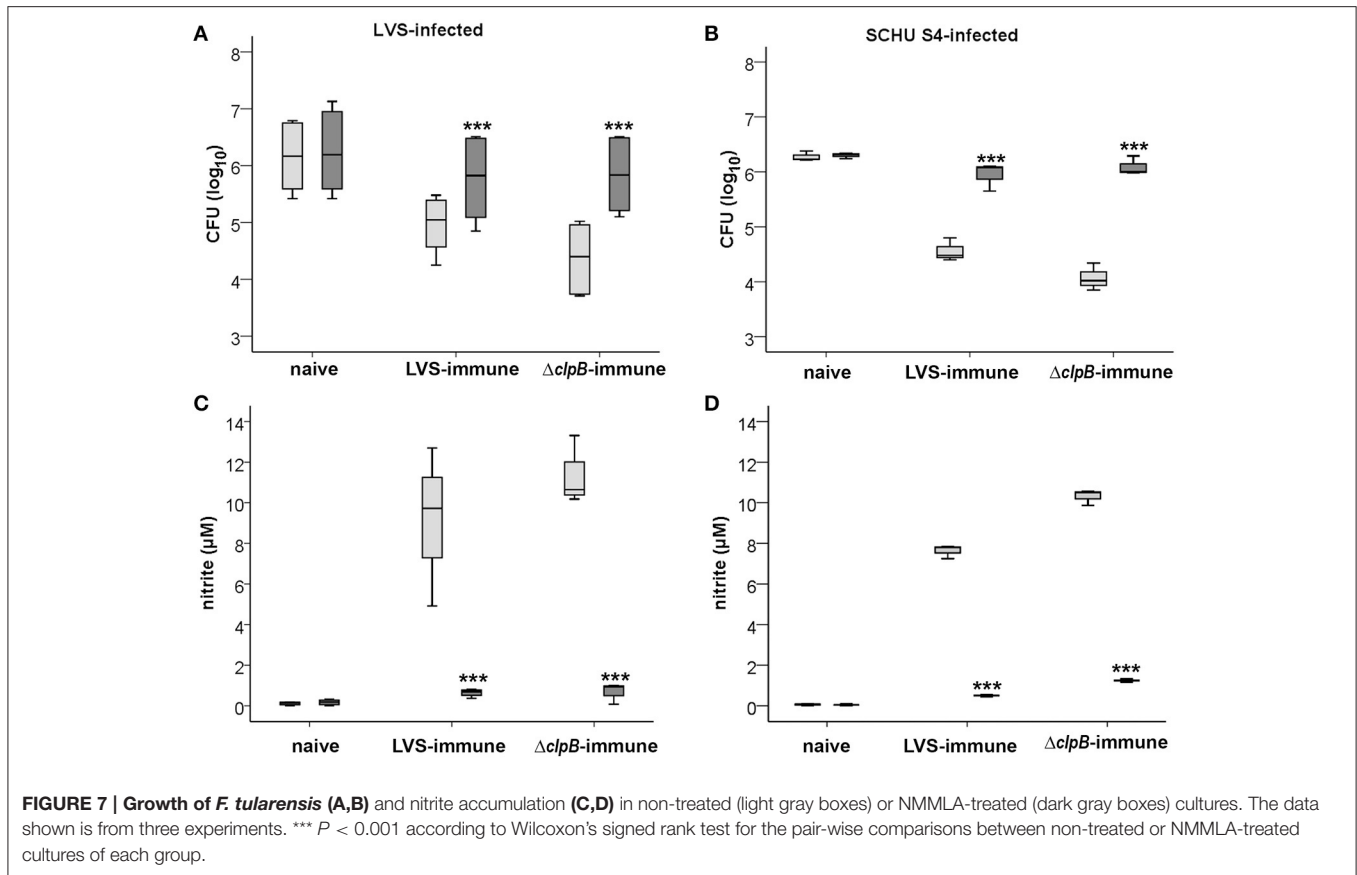 A
LVS-infected
8
7
6
5
4
3
CFU (log10)
*** ***
naive LVS-immune ΔclpB-immune
B
SCHU S4-infected
8
7
6
5
4
3
CFU (log10)
*** ***
naive LVS-immune ΔclpB-immune
C
14
12
10
8
6
4
2
0
nitrite (µM)
*** ***
naive LVS-immune ΔclpB-immune
D
14
12
10
8
6
4
2
0
nitrite (µM)
*** ***
naive LVS-immune ΔclpB-immune
FIGURE 7 | Growth of F. tularensis (A,B) and nitrite accumulation (C,D) in non-treated (light gray boxes) or NMMLA-treated (dark gray boxes) cultures. The data
shown is from three experiments. *** P < 0.001 according to Wilcoxon's signed rank test for the pair-wise comparisons between non-treated or NMMLA-treated
cultures of each group.